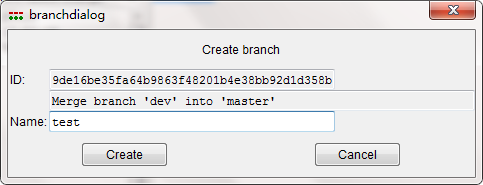 branchdialog
Create branch
ID: 9de16be35fa64b9863f48201b4e38bb92d1d358b
Merge branch 'dev' into 'master'
Name: test
Create Cancel